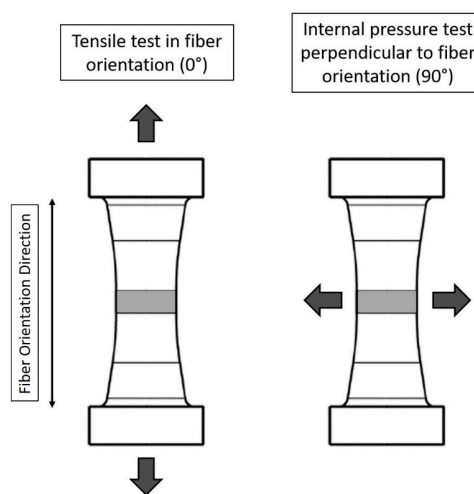 Tensile test in fiber
orientation (0°)
Internal pressure test
perpendicular to fiber
orientation (90°)
Fiber Orientation Direction